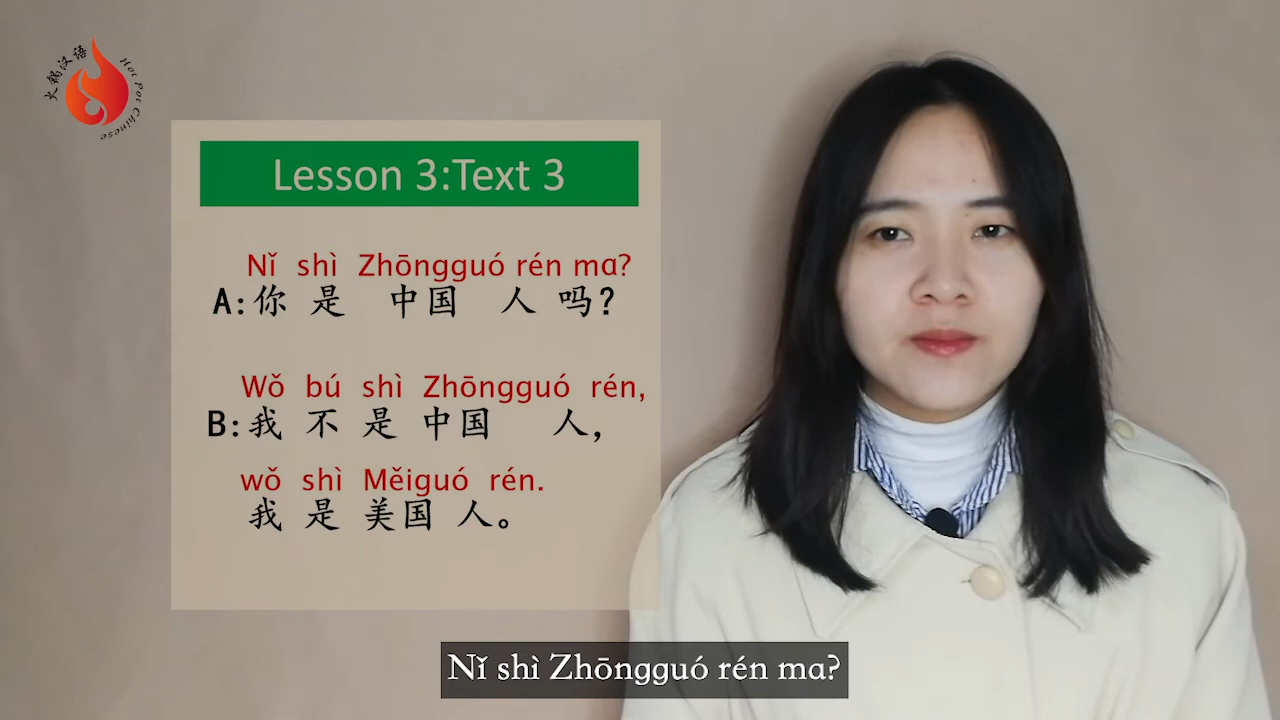 火锅汉语
Hot Pot Chinese
Lesson 3:Text 3
Nǐ shì Zhōngguó rén ma?
A:你 是 中国 人 吗?
Wǒ bú shì Zhōngguó rén,
B:我 不 是 中国 人,
wǒ shì Měiguó rén.
我 是 美国 人。
Nǐ shì Zhōngguó rén ma?